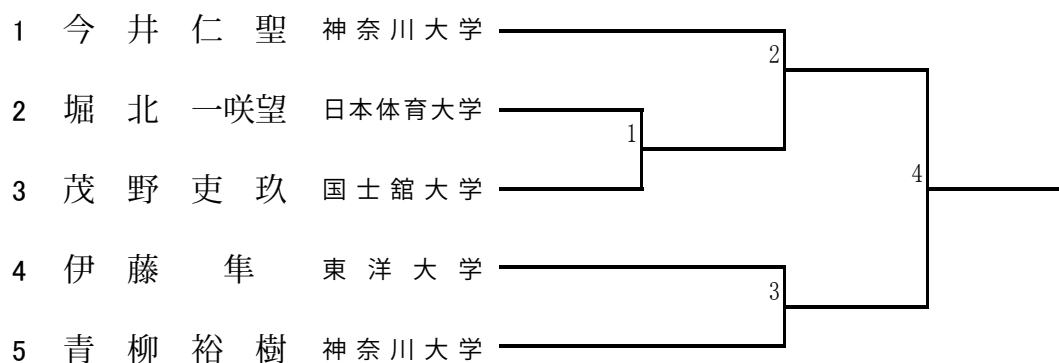 1 今井仁聖 神奈川大学
2
2 堀北一咲望 日本体育大学
1
3 茂野吏玖 国士舘大学
4
4 伊藤隼 東洋大学
3
5 青柳裕樹 神奈川大学